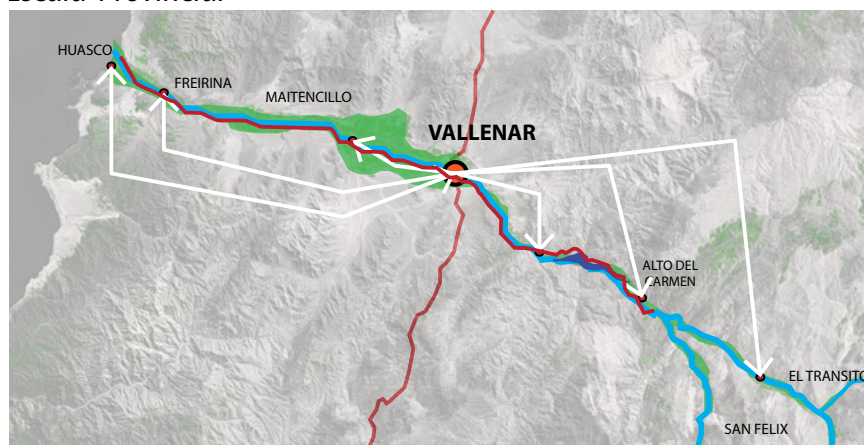 HUASCO
FREIRINA
MAITENCILLO
VALLENAR
ALTO DEL
CARMEN
EL TRANSITO
SAN FELIX